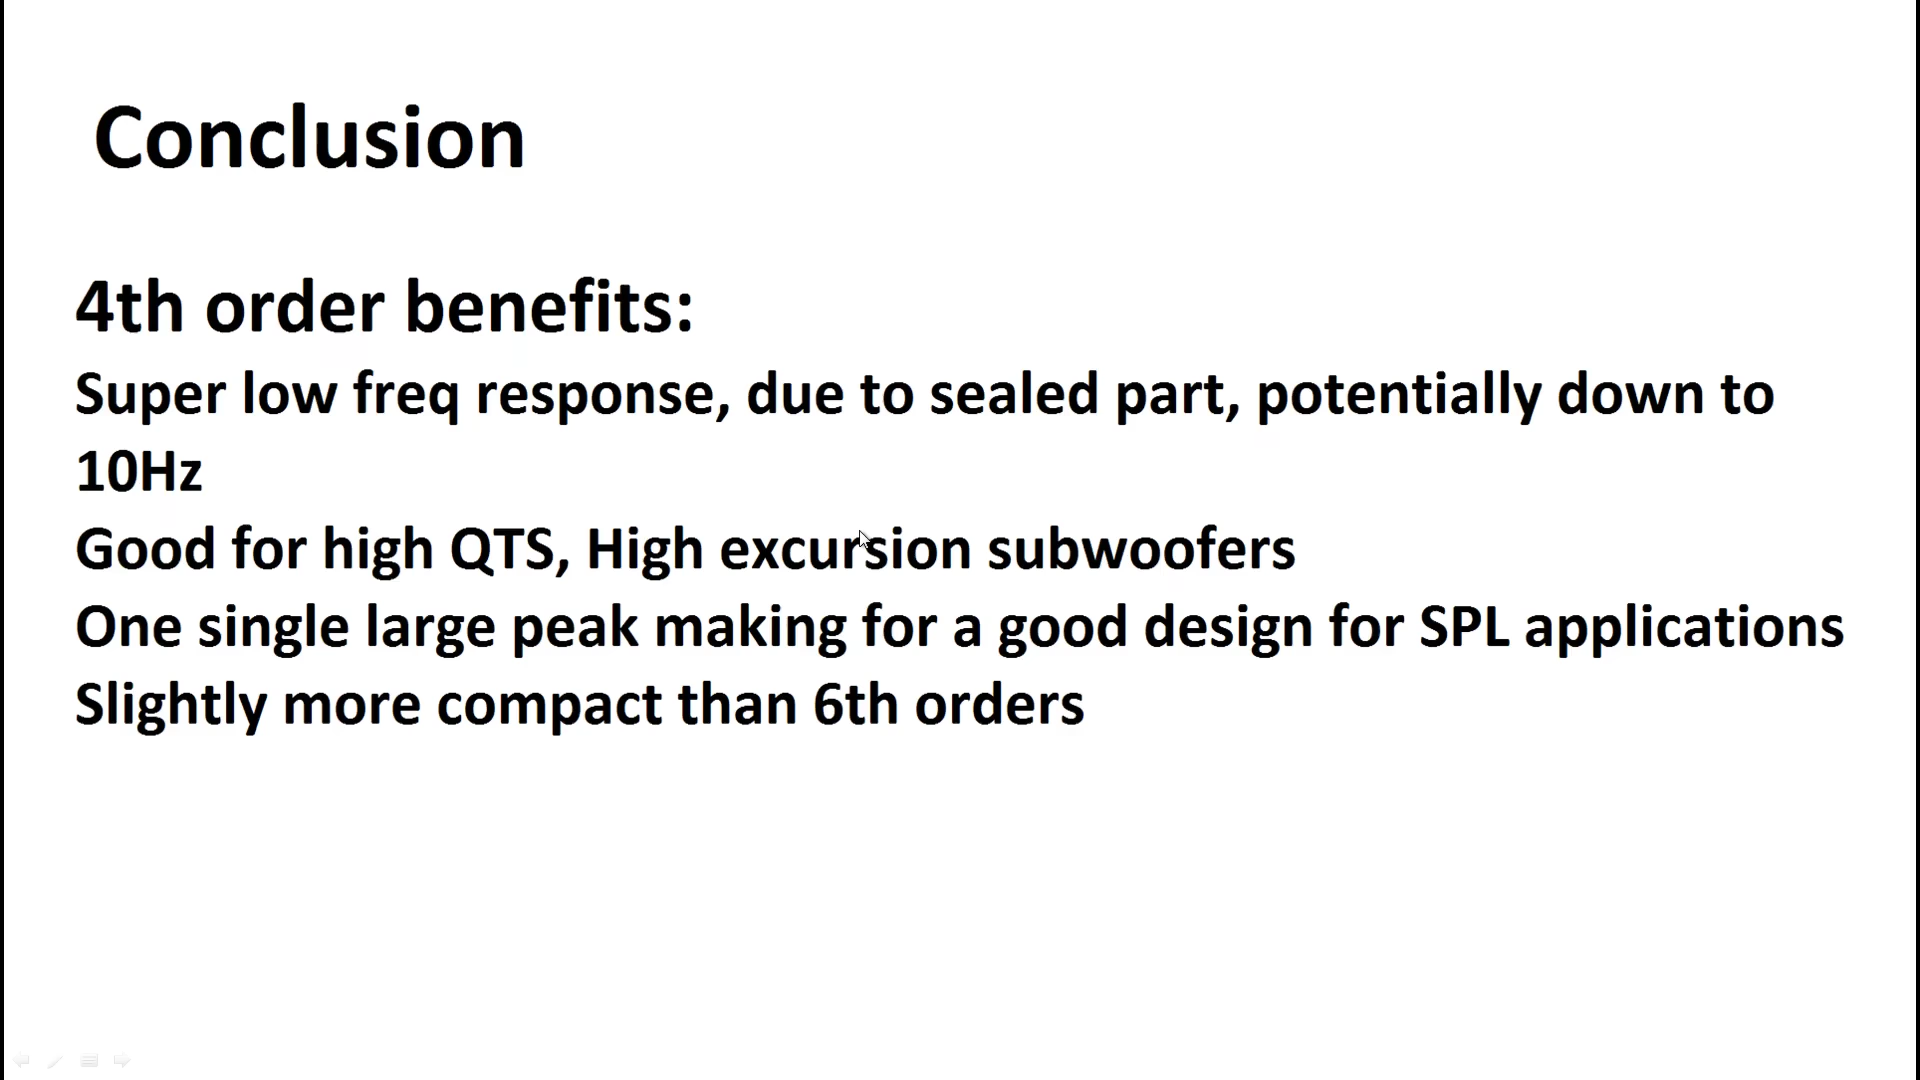 Conclusion
4th order benefits:
Super low freq response, due to sealed part, potentially down to
10Hz
Good for high QTS, High excursion subwoofers
One single large peak making for a good design for SPL applications
Slightly more compact than 6th orders